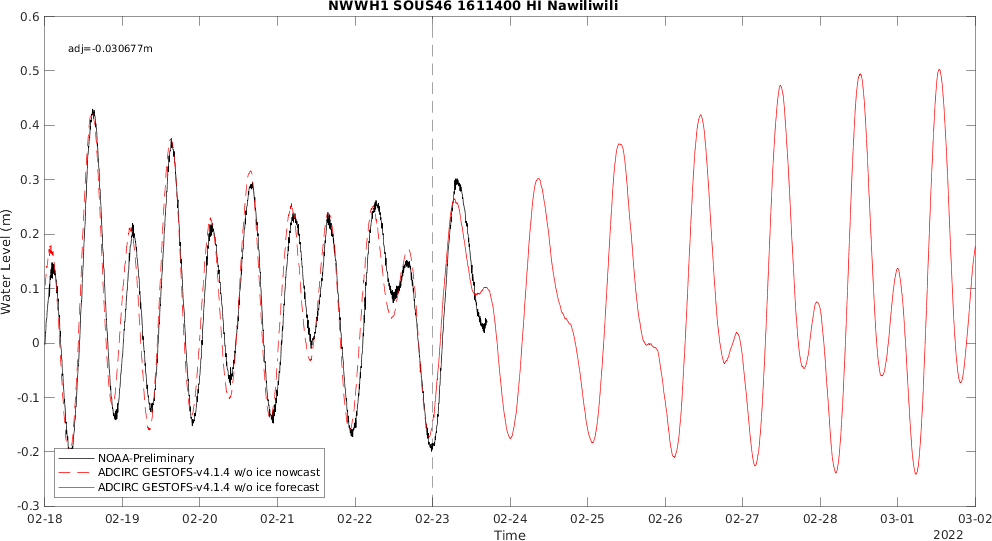 NWWH1 SOUS46 1611400 HI Nawiliwili
adj=-0.030677m
0.6
0.5
0.4
0.3
0.2
0.1
0
-0.1
-0.2
-0.3
Water Level (m)
NOAA-Preliminary
ADCIRC GESTOFS-v4.1.4 w/o ice nowcast
ADCIRC GESTOFS-v4.1.4 w/o ice forecast
02-18 02-19 02-20 02-21 02-22 02-23 02-24 02-25 02-26 02-27 02-28 03-01 03-02
Time
2022